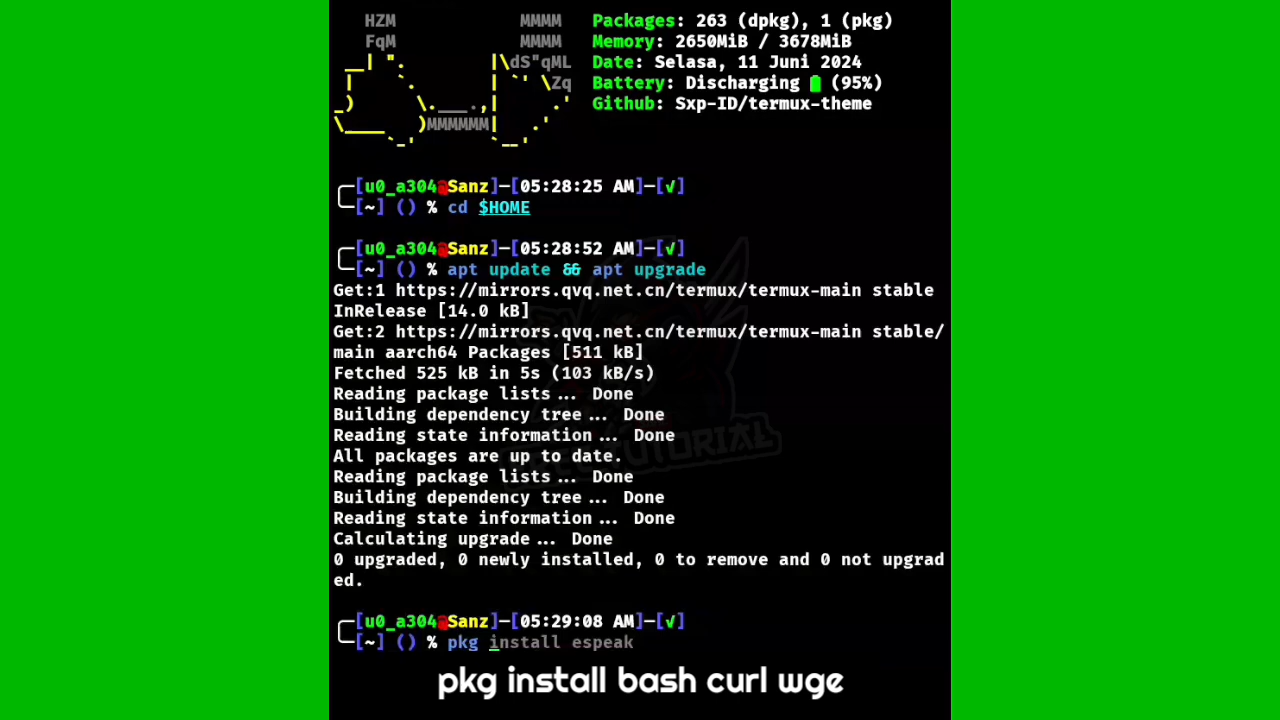 HZM MMMM Packages: 263 (dpkg), 1 (pkg)
FqM MMMM Memory: 2650MiB / 3678MiB
__| ". |\dS"qML Date: Selasa, 11 Juni 2024
| `. | `' \Zq Battery: Discharging (95%)
_) \.___.,| .' Github: Sxp-ID/termux-theme
\____ )MMMMMM| .'
`-' `--'
╭─[u0_a304@Sanz]─[05:28:25 AM]─[√]
╰─[~] () % cd $HOME
╭─[u0_a304@Sanz]─[05:28:52 AM]─[√]
╰─[~] () % apt update && apt upgrade
Get:1 https://mirrors.qvq.net.cn/termux/termux-main stable
InRelease [14.0 kB]
Get:2 https://mirrors.qvq.net.cn/termux/termux-main stable/
main aarch64 Packages [511 kB]
Fetched 525 kB in 5s (103 kB/s)
Reading package lists... Done
Building dependency tree... Done
Reading state information... Done
All packages are up to date.
Reading package lists... Done
Building dependency tree... Done
Reading state information... Done
Calculating upgrade... Done
0 upgraded, 0 newly installed, 0 to remove and 0 not upgrad
ed.
╭─[u0_a304@Sanz]─[05:29:08 AM]─[√]
╰─[~] () % pkg install espeak
pkg install bash curl wge